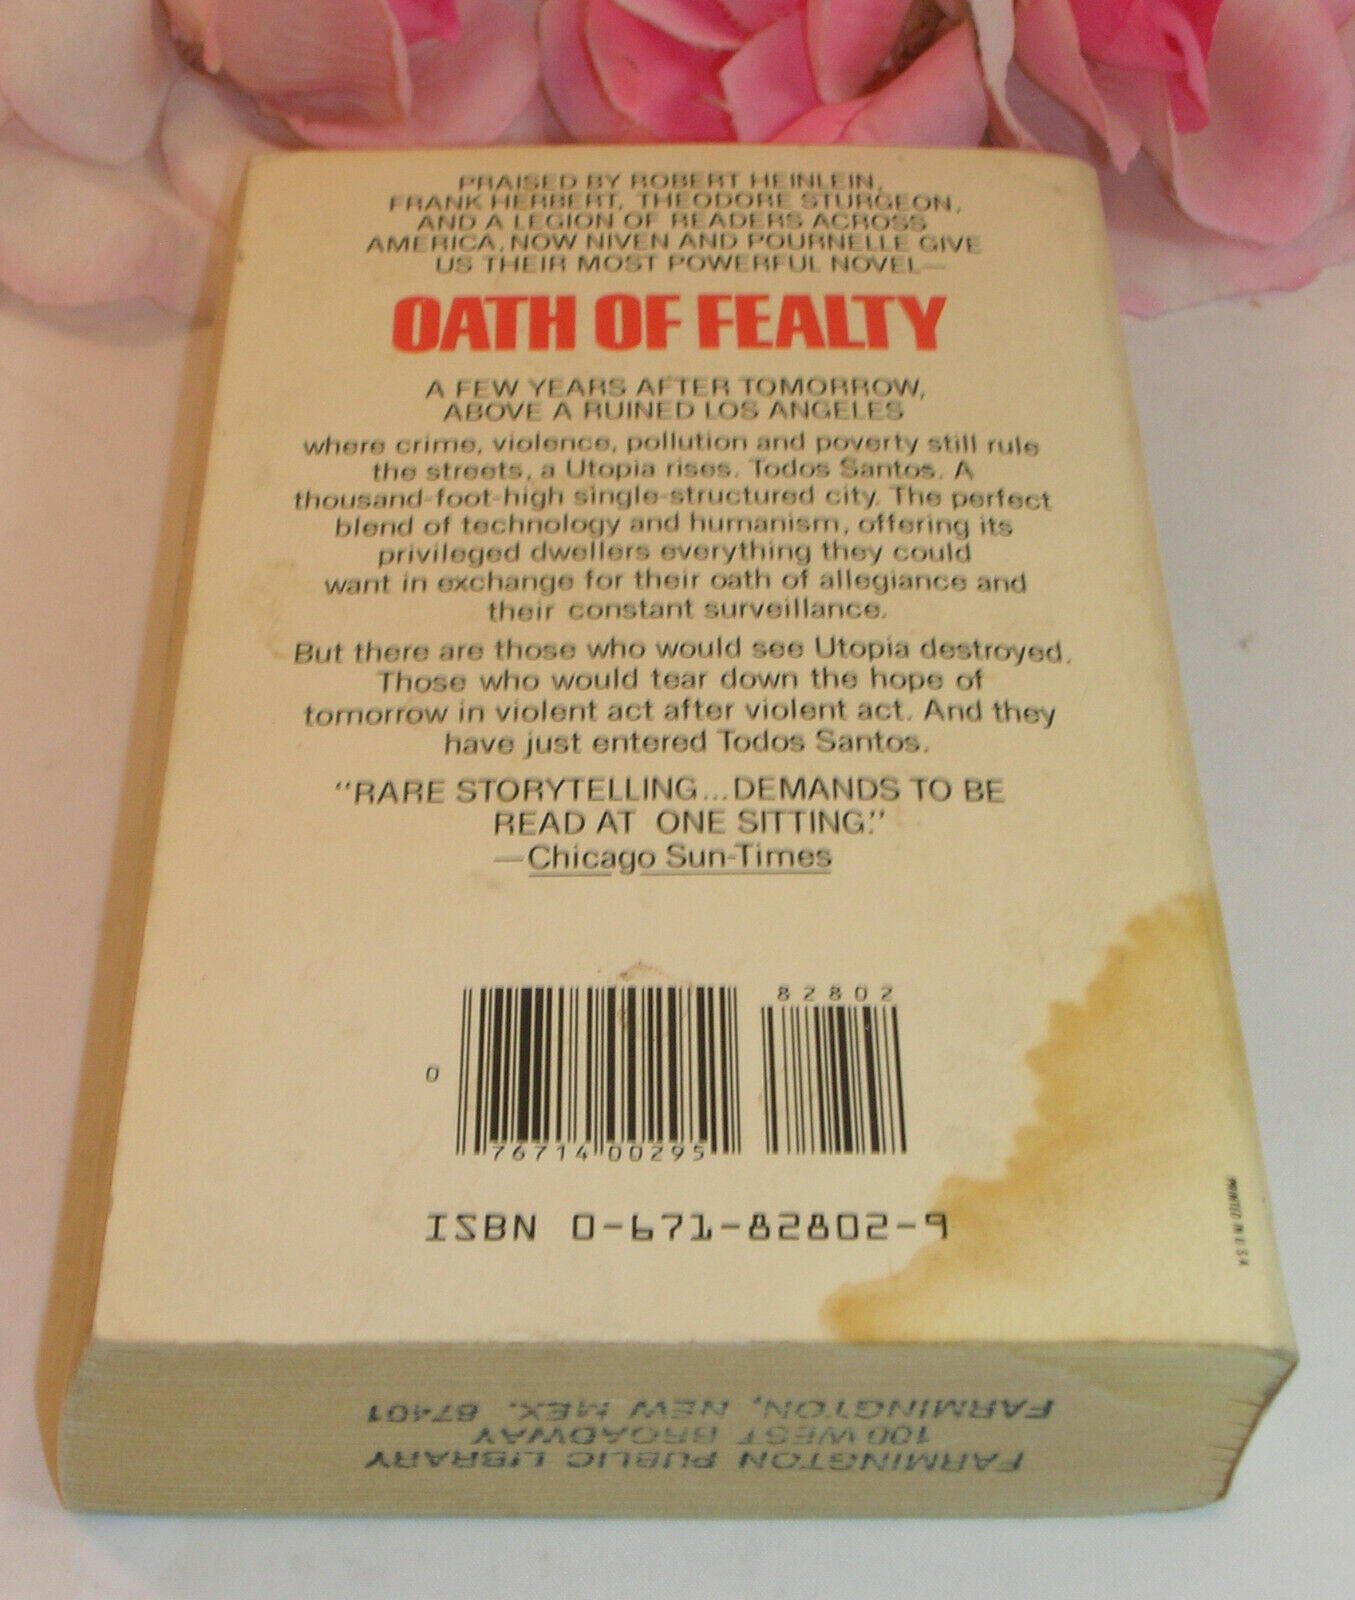 PRAISED BY ROBERT HEINLEIN,
FRANK HERBERT, THEODORE STURGEON,
AND A LEGION OF READERS ACROSS
AMERICA, NOW NIVEN AND POURNELLE GIVE
US THEIR MOST POWERFUL NOVEL—
OATH OF FEALTY
A FEW YEARS AFTER TOMORROW,
ABOVE A RUINED LOS ANGELES
where crime, violence, pollution and poverty still rule
the streets, a Utopia rises. Todos Santos. A
thousand-foot-high single-structured city. The perfect
blend of technology and humanism, offering its
privileged dwellers everything they could
want in exchange for their oath of allegiance and
their constant surveillance.
But there are those who would see Utopia destroyed.
Those who would tear down the hope of
tomorrow in violent act after violent act. And they
have just entered Todos Santos.
"RARE STORYTELLING...DEMANDS TO BE
READ AT ONE SITTING."
—Chicago Sun-Times
82802
0
76714 00295
ISBN 0-671-82802-9
PRINTED IN U.S.A.
FARMINGTON PUBLIC LIBRARY
100 WEST BROADWAY
FARMINGTON, NEW MEX. 87401